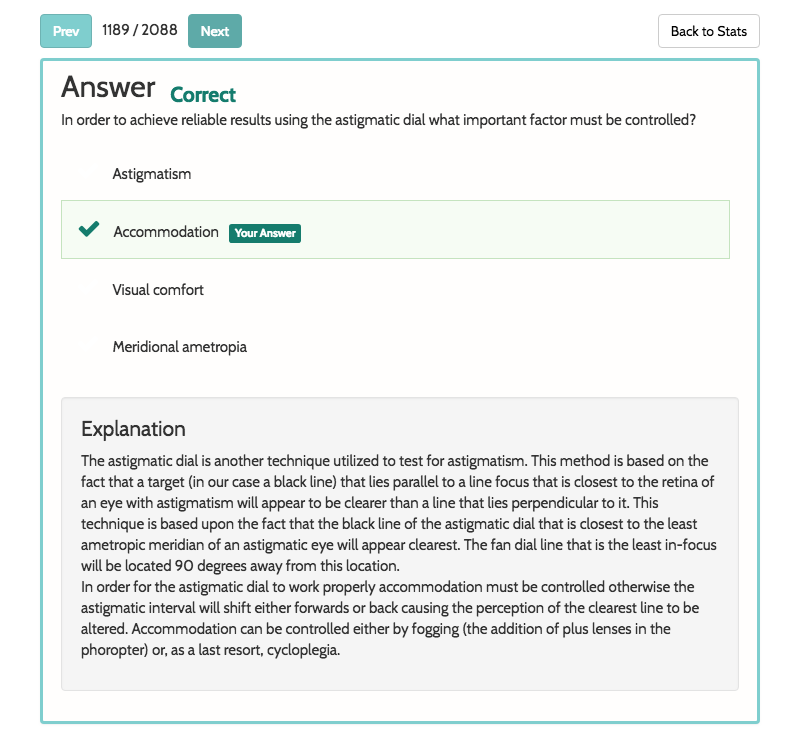 Prev 1189 / 2088 Next Back to Stats
Answer Correct
In order to achieve reliable results using the astigmatic dial what important factor must be controlled?
Astigmatism
Accommodation Your Answer
Visual comfort
Meridional ametropia
Explanation
The astigmatic dial is another technique utilized to test for astigmatism. This method is based on the
fact that a target (in our case a black line) that lies parallel to a line focus that is closest to the retina of
an eye with astigmatism will appear to be clearer than a line that lies perpendicular to it. This
technique is based upon the fact that the black line of the astigmatic dial that is closest to the least
ametropic meridian of an astigmatic eye will appear clearest. The fan dial line that is the least in-focus
will be located 90 degrees away from this location.
In order for the astigmatic dial to work properly accommodation must be controlled otherwise the
astigmatic interval will shift either forwards or back causing the perception of the clearest line to be
altered. Accommodation can be controlled either by fogging (the addition of plus lenses in the
phoropter) or, as a last resort, cycloplegia.